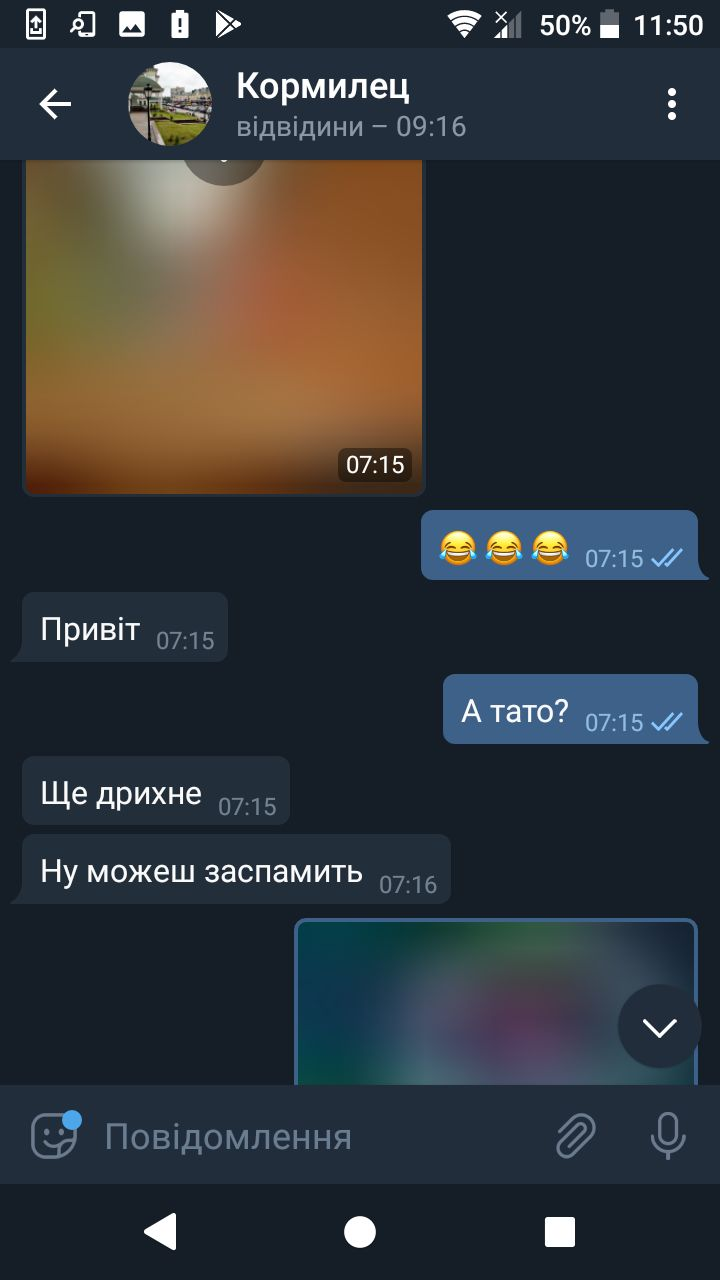 50% 11:50
Кормилец
відвідини – 09:16
07:15
😂😂😂 07:15
Привіт 07:15
А тато? 07:15
Ще дрихне 07:15
Ну можеш заспамить 07:16
Повідомлення